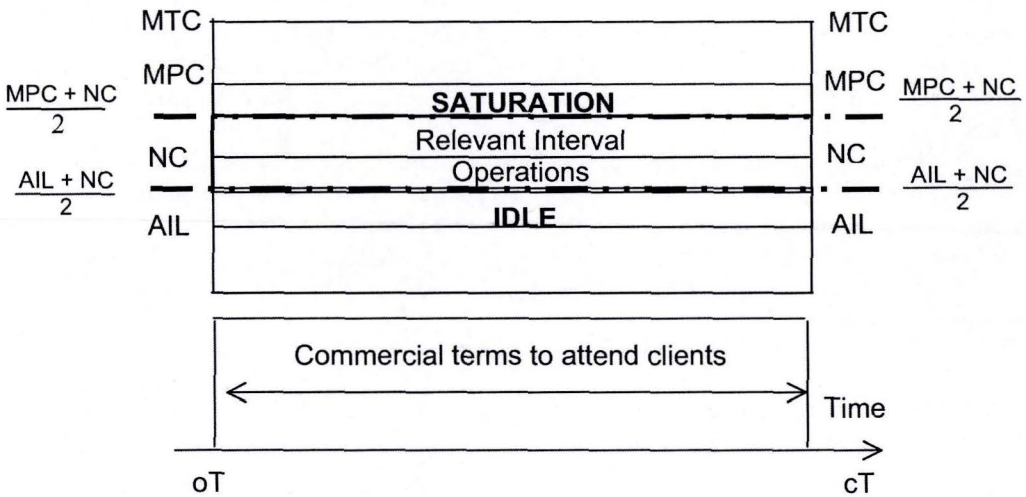 MTC MTC
MPC MPC
MPC + NC MPC + NC
2 2
SATURATION
Relevant Interval
NC NC
Operations
AIL + NC AIL + NC
2 2
IDLE
AIL AIL
Commercial terms to attend clients
Time
oT cT